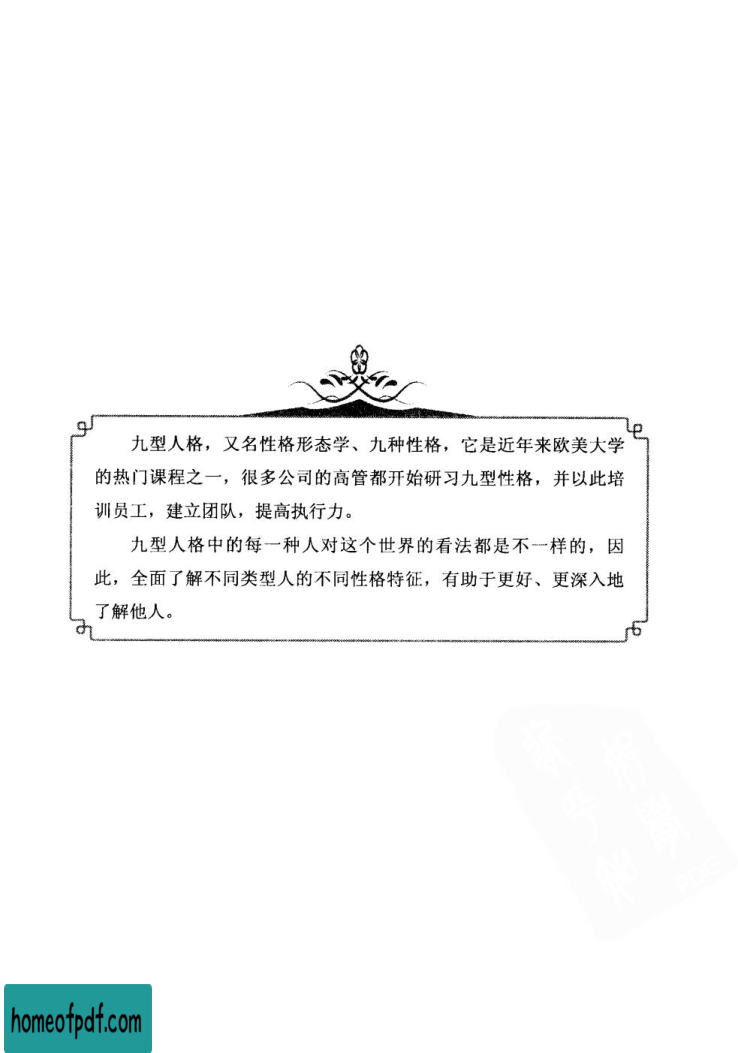 九型人格，又名性格形态学、九种性格，它是近年来欧美大学
的热门课程之一，很多公司的高管都开始研习九型性格，并以此培
训员工，建立团队，提高执行力。
九型人格中的每一种人对这个世界的看法都是不一样的，因
此，全面了解不同类型人的不同性格特征，有助于更好、更深入地
了解他人。
PDG
homeofpdf.com